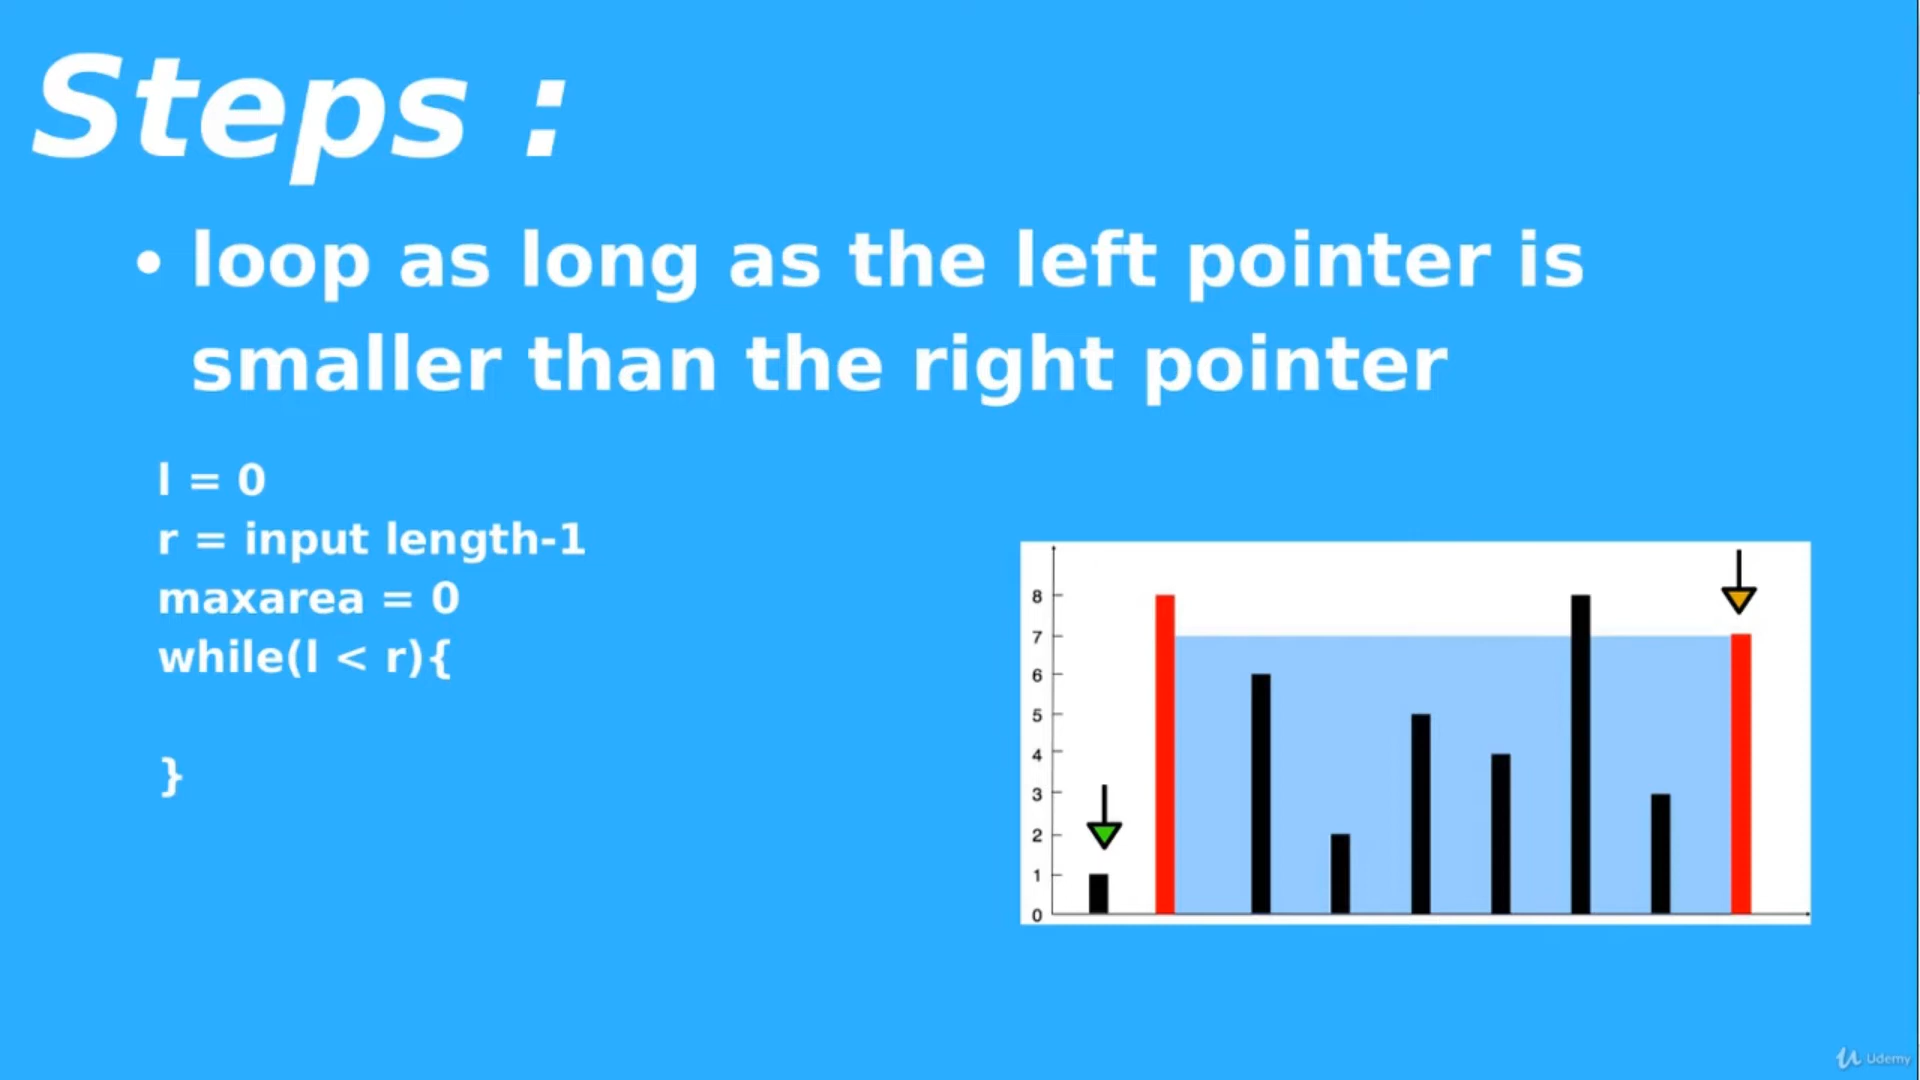 Steps :
• loop as long as the left pointer is
smaller than the right pointer
l = 0
r = input length-1
maxarea = 0
while(l < r){
}
8
7
6
5
4
3
2
1
0
Udemy